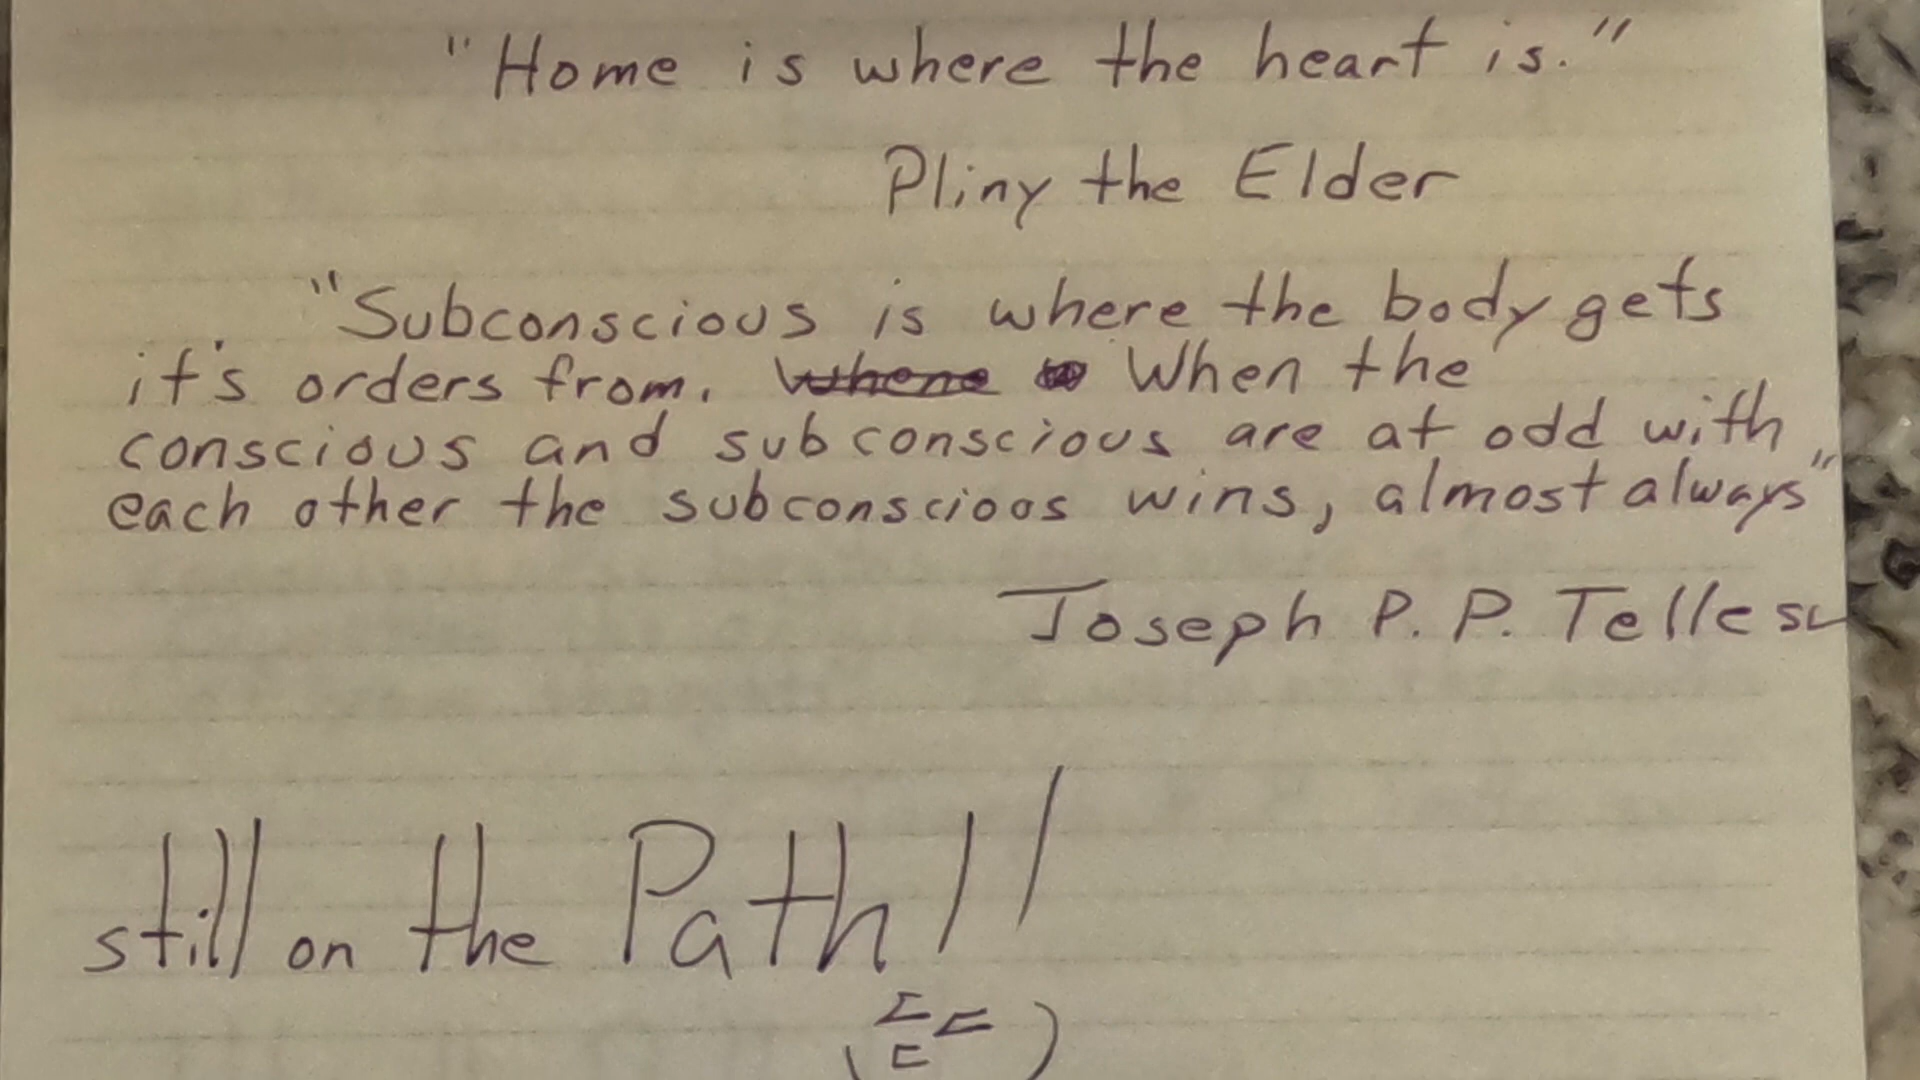 "Home is where the heart is."
Pliny the Elder
"Subconscious is where the body gets
it's orders from. When the
conscious and subconscious are at odd with
each other the subconscioos wins, almost always"
Joseph P. P. Tellesc
still on the Path!!